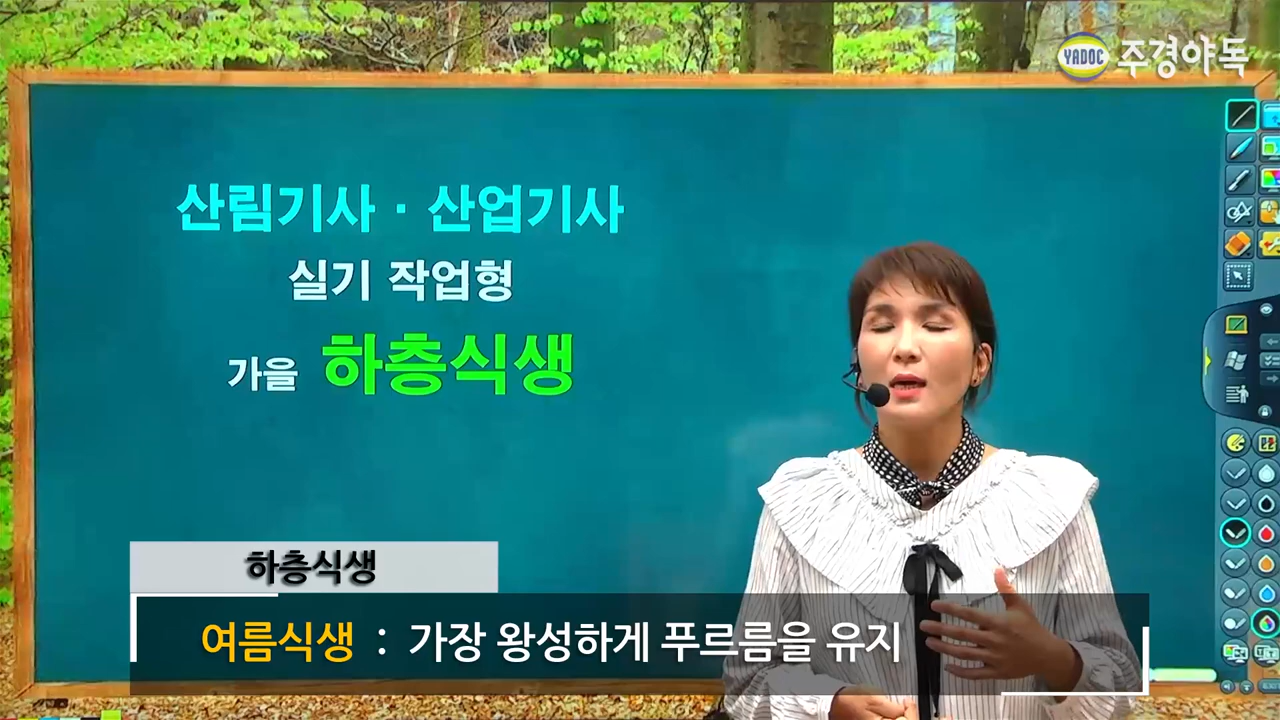 YADOC 주경야독
산림기사 · 산업기사
실기 작업형
가을 하층식생
하층식생
여름식생 : 가장 왕성하게 푸르름을 유지